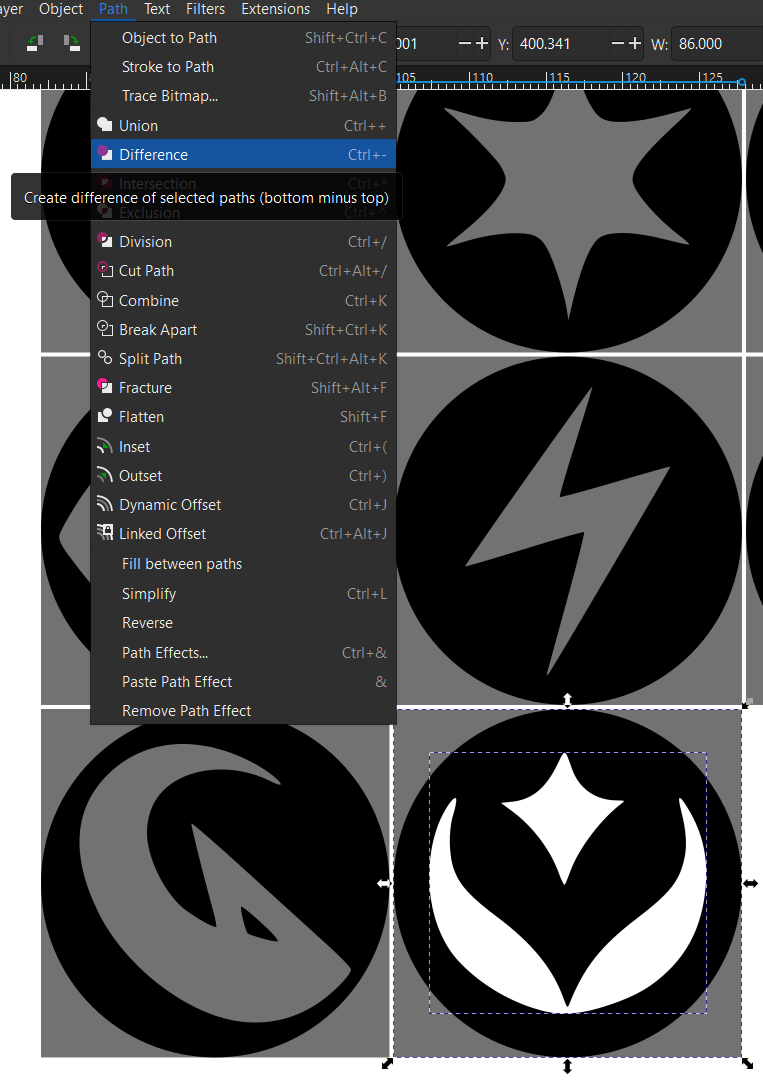 ayer Object Path Text Filters Extensions Help
001 Y: 400.341 W: 86.000
80 105 110 115 120 125
Object to Path Shift+Ctrl+C
Stroke to Path Ctrl+Alt+C
Trace Bitmap... Shift+Alt+B
Union Ctrl++
Difference Ctrl+-
Intersection Ctrl+*
Create difference of selected paths (bottom minus top)
Exclusion Ctrl+^
Division Ctrl+/
Cut Path Ctrl+Alt+/
Combine Ctrl+K
Break Apart Shift+Ctrl+K
Split Path Shift+Ctrl+Alt+K
Fracture Shift+Alt+F
Flatten Shift+F
Inset Ctrl+(
Outset Ctrl+)
Dynamic Offset Ctrl+J
Linked Offset Ctrl+Alt+J
Fill between paths
Simplify Ctrl+L
Reverse
Path Effects... Ctrl+&
Paste Path Effect &
Remove Path Effect